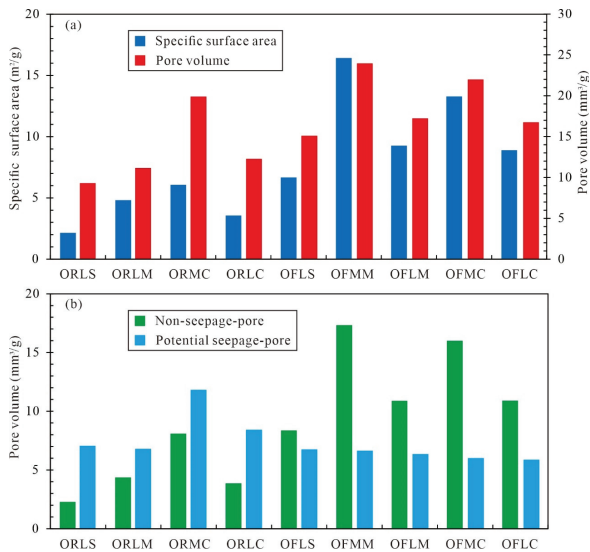 (a)
Specific surface area
Pore volume
Specific surface area (m²/g)
20
15
10
5
0
Pore volume (mm³/g)
30
25
20
15
10
5
0
ORLS ORLM ORMC ORLC OFLS OFMM OFLM OFMC OFLC
(b)
Non-seepage-pore
Potential seepage-pore
Pore volume (mm³/g)
20
15
10
5
0
ORLS ORLM ORMC ORLC OFLS OFMM OFLM OFMC OFLC